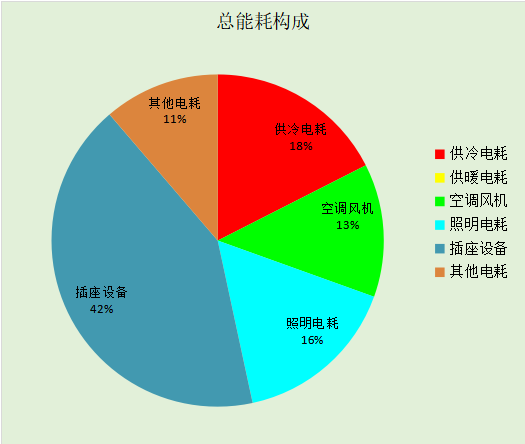 总能耗构成
其他电耗
11%
供冷电耗
18%
空调风机
13%
照明电耗
16%
插座设备
42%
供冷电耗
供暖电耗
空调风机
照明电耗
插座设备
其他电耗